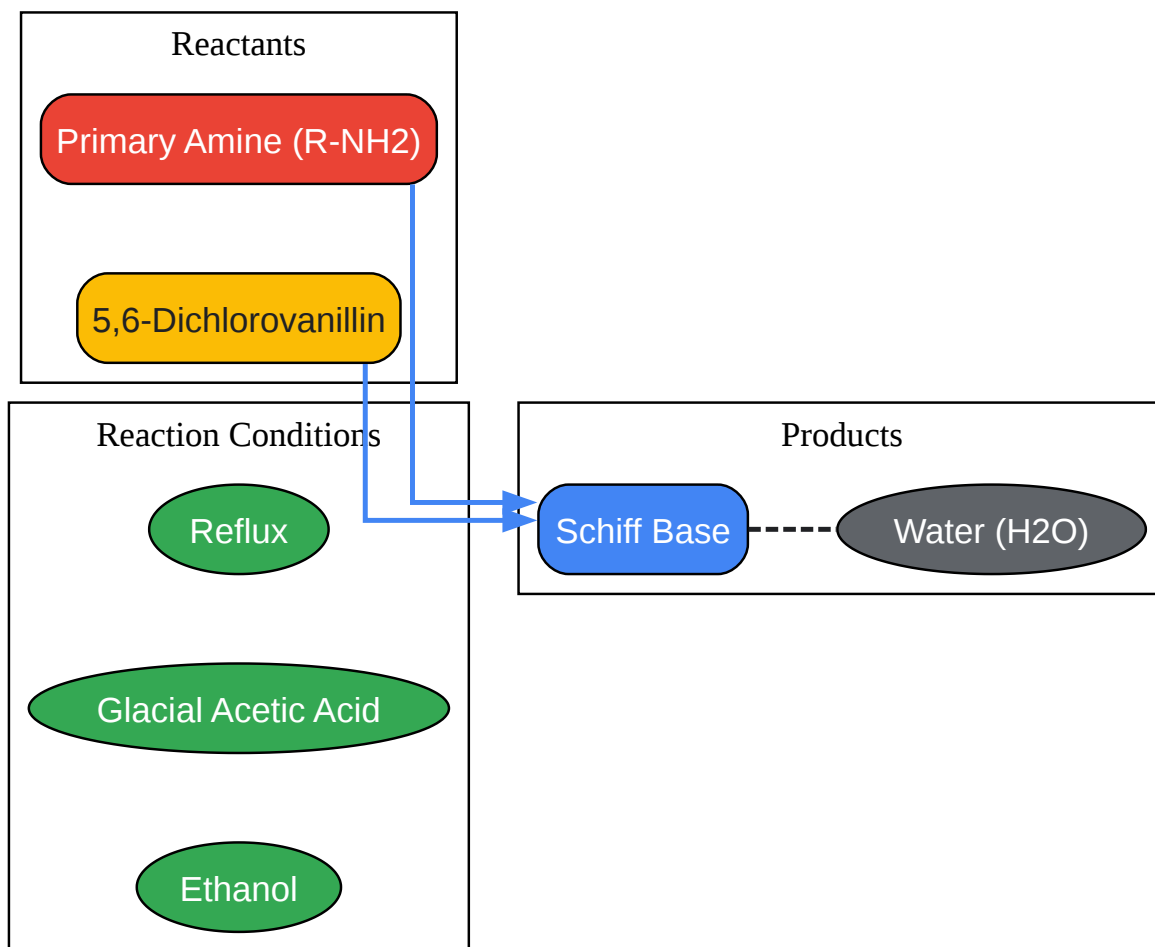 Reactants
Primary Amine (R-NH2)
5,6-Dichlorovanillin
Reaction Conditions
Reflux
Glacial Acetic Acid
Ethanol
Products
Schiff Base
Water (H2O)